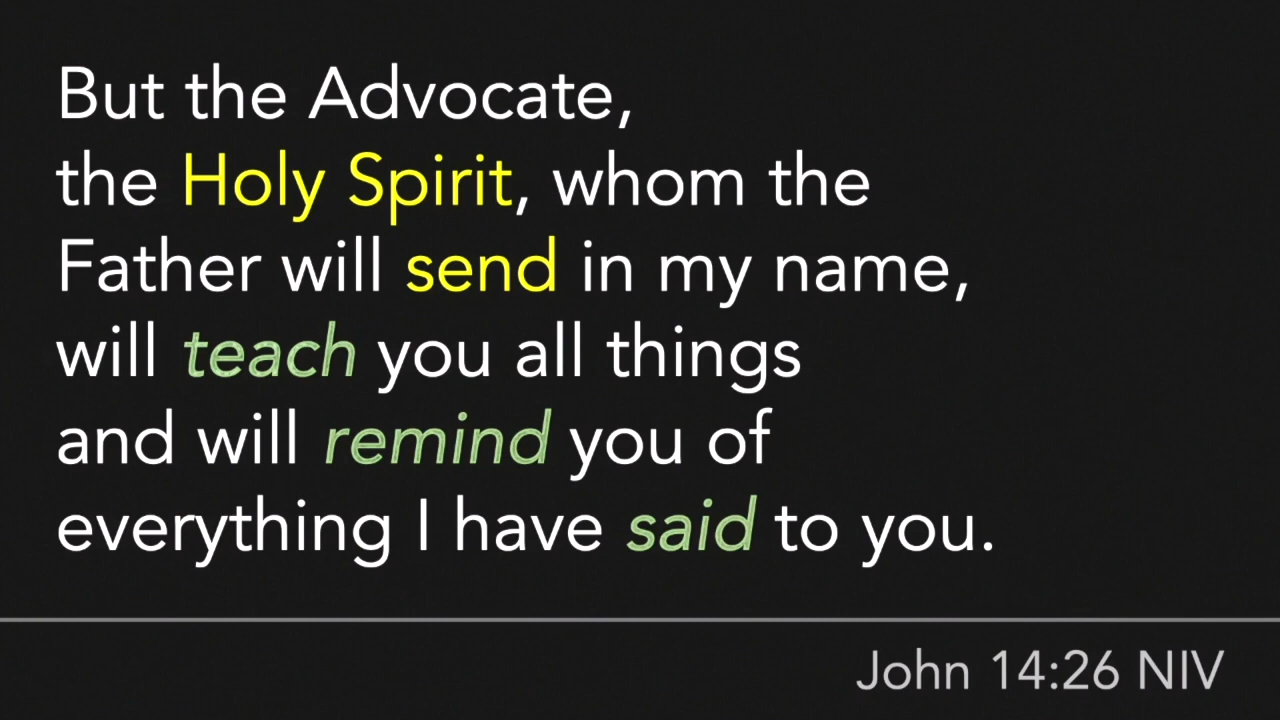 But the Advocate,
the Holy Spirit, whom the
Father will send in my name,
will teach you all things
and will remind you of
everything I have said to you.
John 14:26 NIV